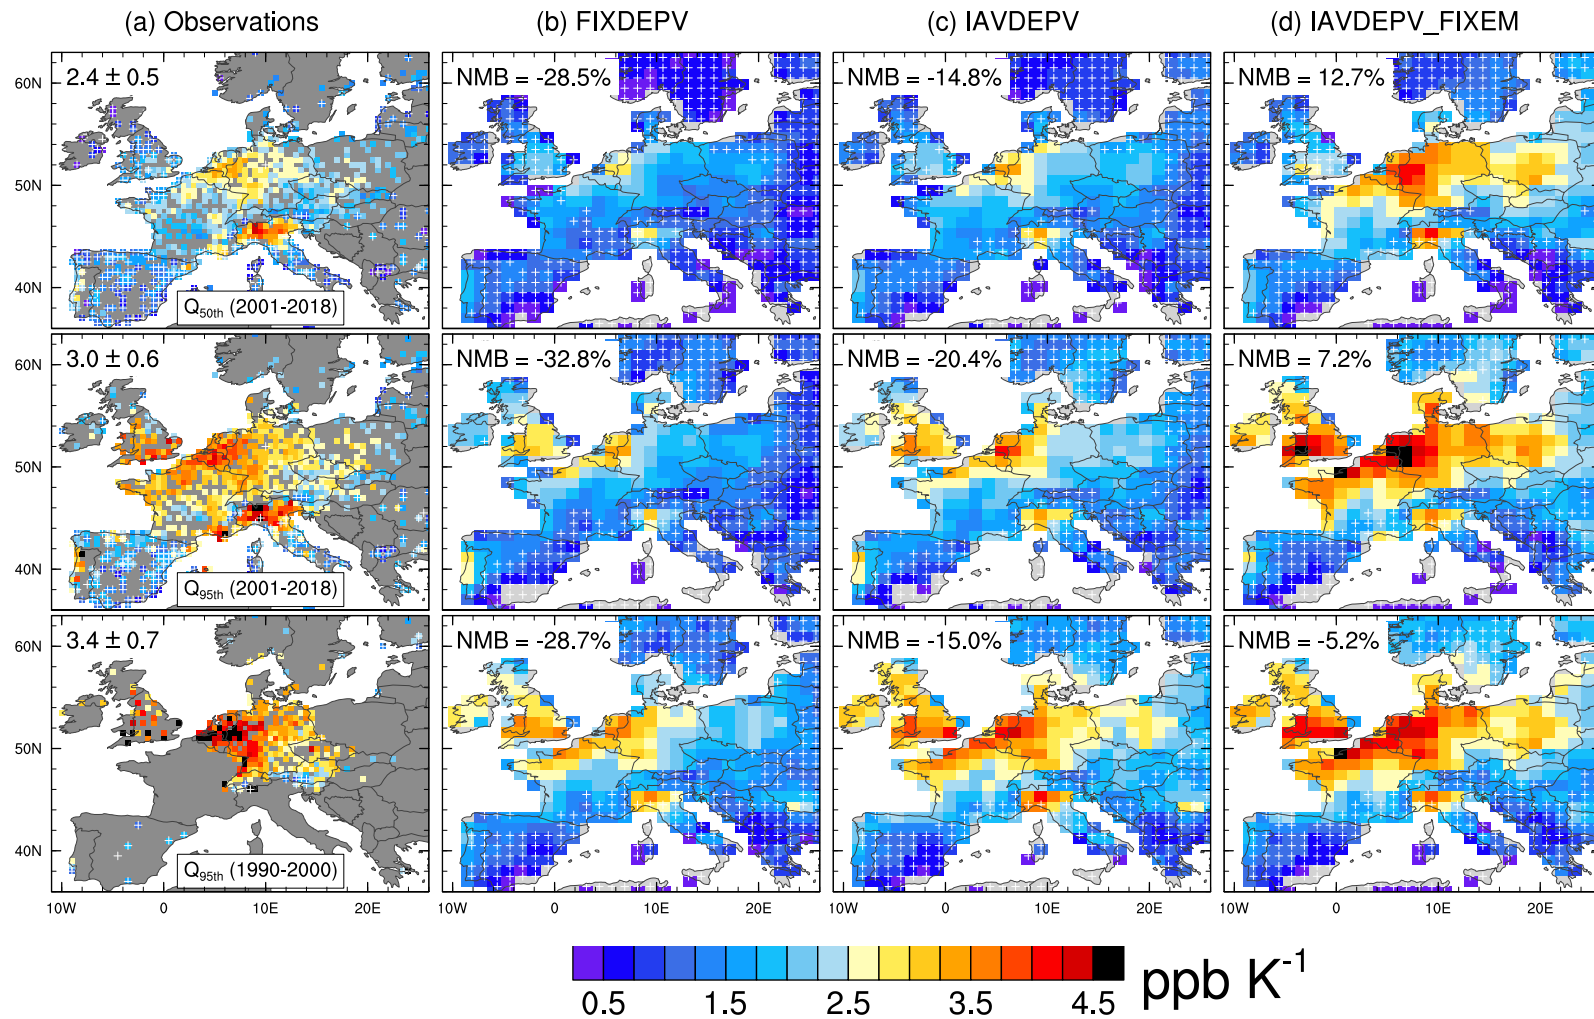 (a) Observations
(b) FIXDEPV
(c) IAVDEPV
(d) IAVDEPV_FIXEM
60N
2.4 ± 0.5
NMB = -28.5%
NMB = -14.8%
NMB = 12.7%
50N
40N
Q50th (2001-2018)
60N
3.0 ± 0.6
NMB = -32.8%
NMB = -20.4%
NMB = 7.2%
50N
40N
Q95th (2001-2018)
60N
3.4 ± 0.7
NMB = -28.7%
NMB = -15.0%
NMB = -5.2%
50N
40N
Q95th (1990-2000)
10W 0 10E 20E 10W 0 10E 20E 10W 0 10E 20E 10W 0 10E 20E
0.5 1.5 2.5 3.5 4.5 ppb K-1